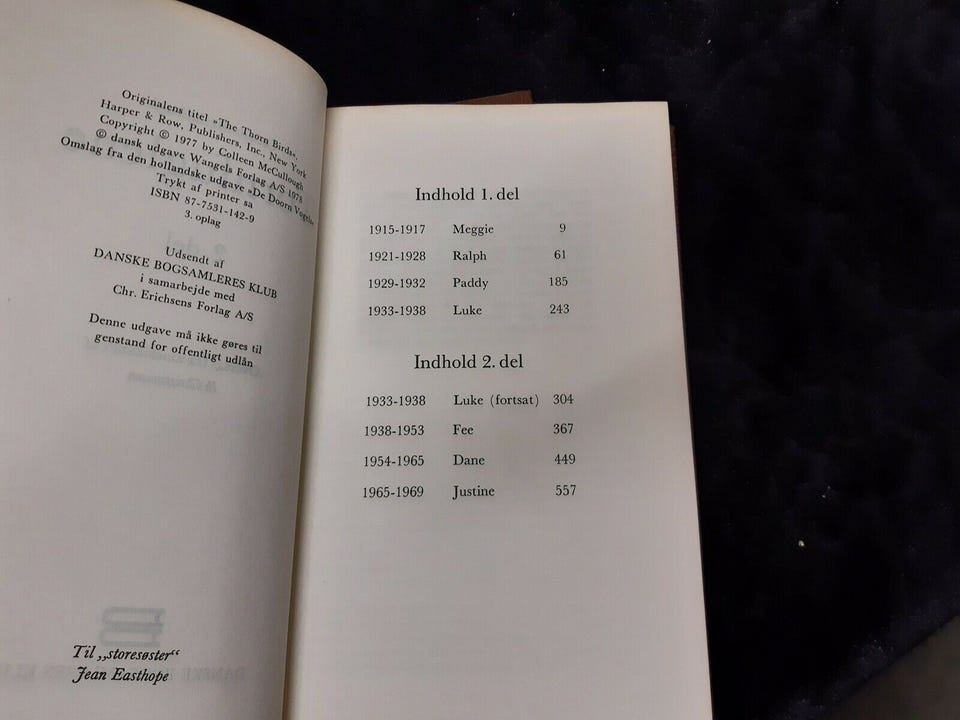 Originalens titel »The Thorn Birds«,
Harper & Row, Publishers, Inc., New York
Copyright © 1977 by Colleen McCullough
© dansk udgave Wangels Forlag A/S 1978
Omslag fra den hollandske udgave »De Doorn Vogels«
Trykt af printer sa
ISBN 87-7531-142-9
3. oplag
Udsendt af
DANSKE BOGSAMLERES KLUB
i samarbejde med
Chr. Erichsens Forlag A/S
Denne udgave må ikke gøres til
genstand for offentligt udlån
Til „storesøster“
Jean Easthope
Indhold 1. del
1915-1917 Meggie 9
1921-1928 Ralph 61
1929-1932 Paddy 185
1933-1938 Luke 243
Indhold 2. del
1933-1938 Luke (fortsat) 304
1938-1953 Fee 367
1954-1965 Dane 449
1965-1969 Justine 557